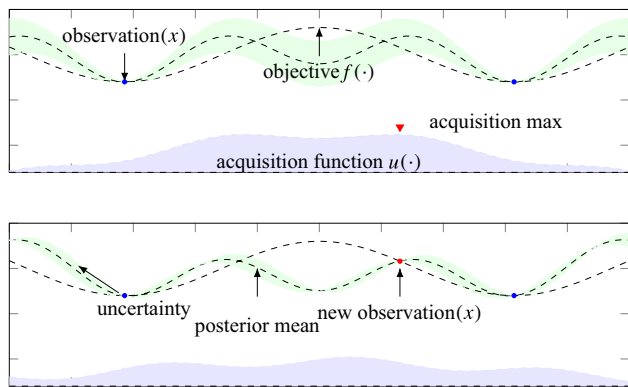 observation(x)
objective f(·)
acquisition max
acquisition function u(·)
uncertainty
posterior mean
new observation(x)